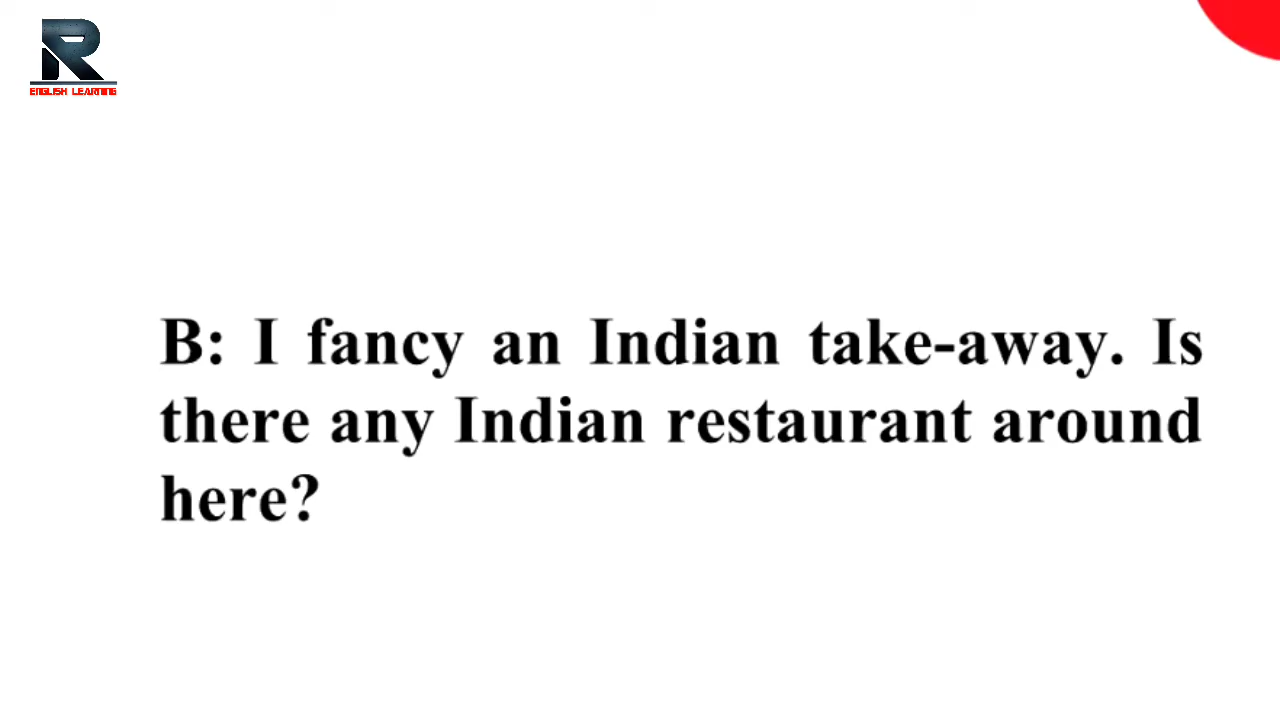 R
ENGLISH LEARNING
B: I fancy an Indian take-away. Is
there any Indian restaurant around
here?